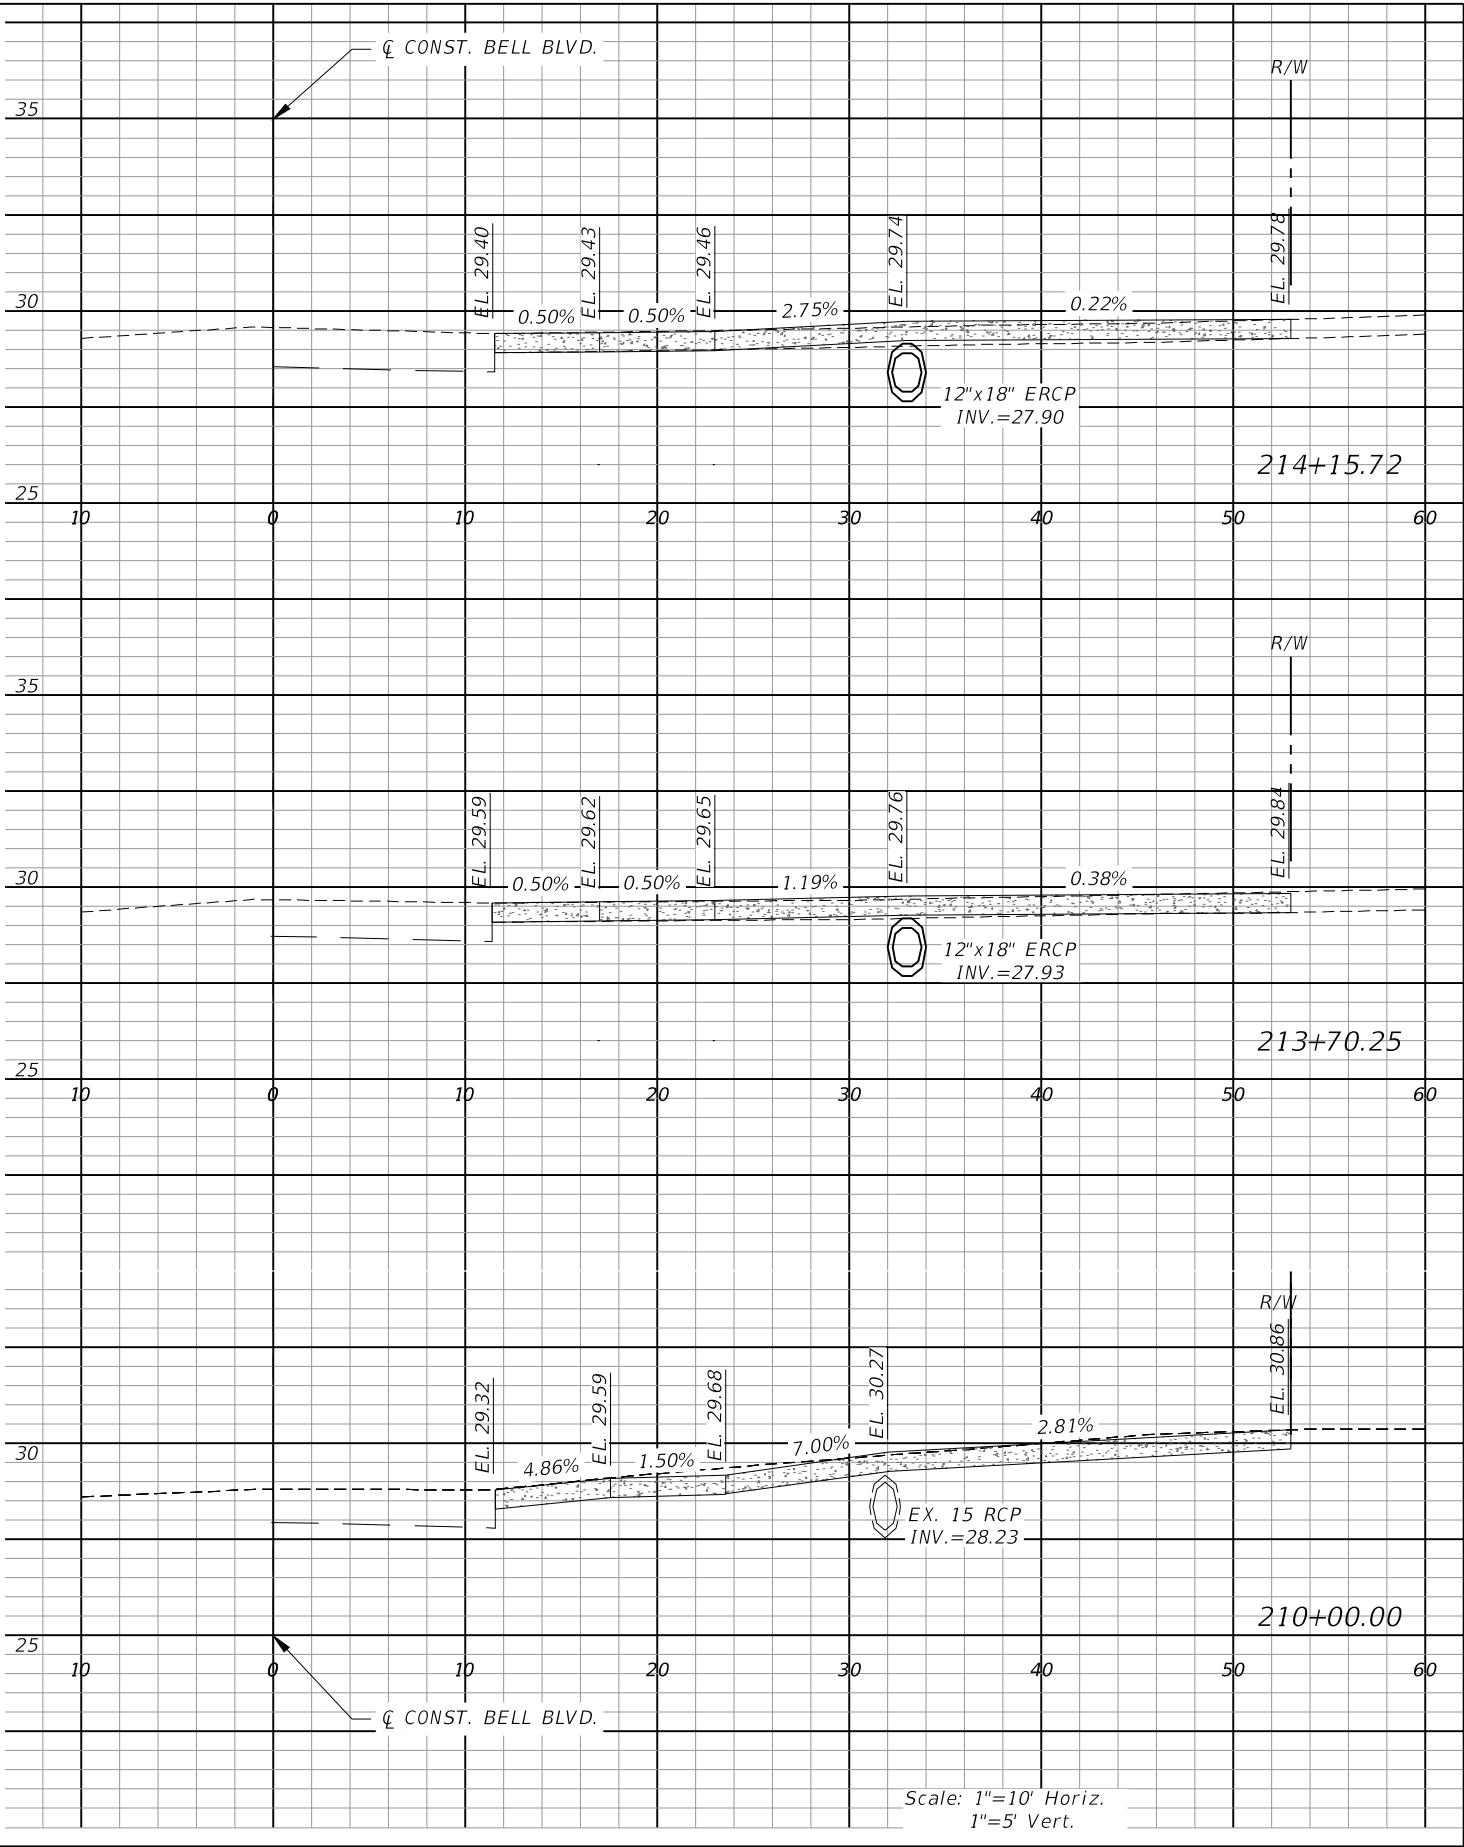 ℄ CONST. BELL BLVD.
R/W
35
EL. 29.40
EL. 29.43
EL. 29.46
EL. 29.74
EL. 29.78
30
0.50%
0.50%
2.75%
0.22%
12"x18" ERCP
INV.=27.90
214+15.72
25
10 0 10 20 30 40 50 60
R/W
35
EL. 29.59
EL. 29.62
EL. 29.65
EL. 29.76
EL. 29.84
30
0.50%
0.50%
1.19%
0.38%
12"x18" ERCP
INV.=27.93
213+70.25
25
10 0 10 20 30 40 50 60
R/W
EL. 29.32
EL. 29.59
EL. 29.68
EL. 30.27
EL. 30.86
30
4.86%
1.50%
7.00%
2.81%
EX. 15 RCP
INV.=28.23
210+00.00
25
10 0 10 20 30 40 50 60
℄ CONST. BELL BLVD.
Scale: 1"=10' Horiz.
1"=5' Vert.